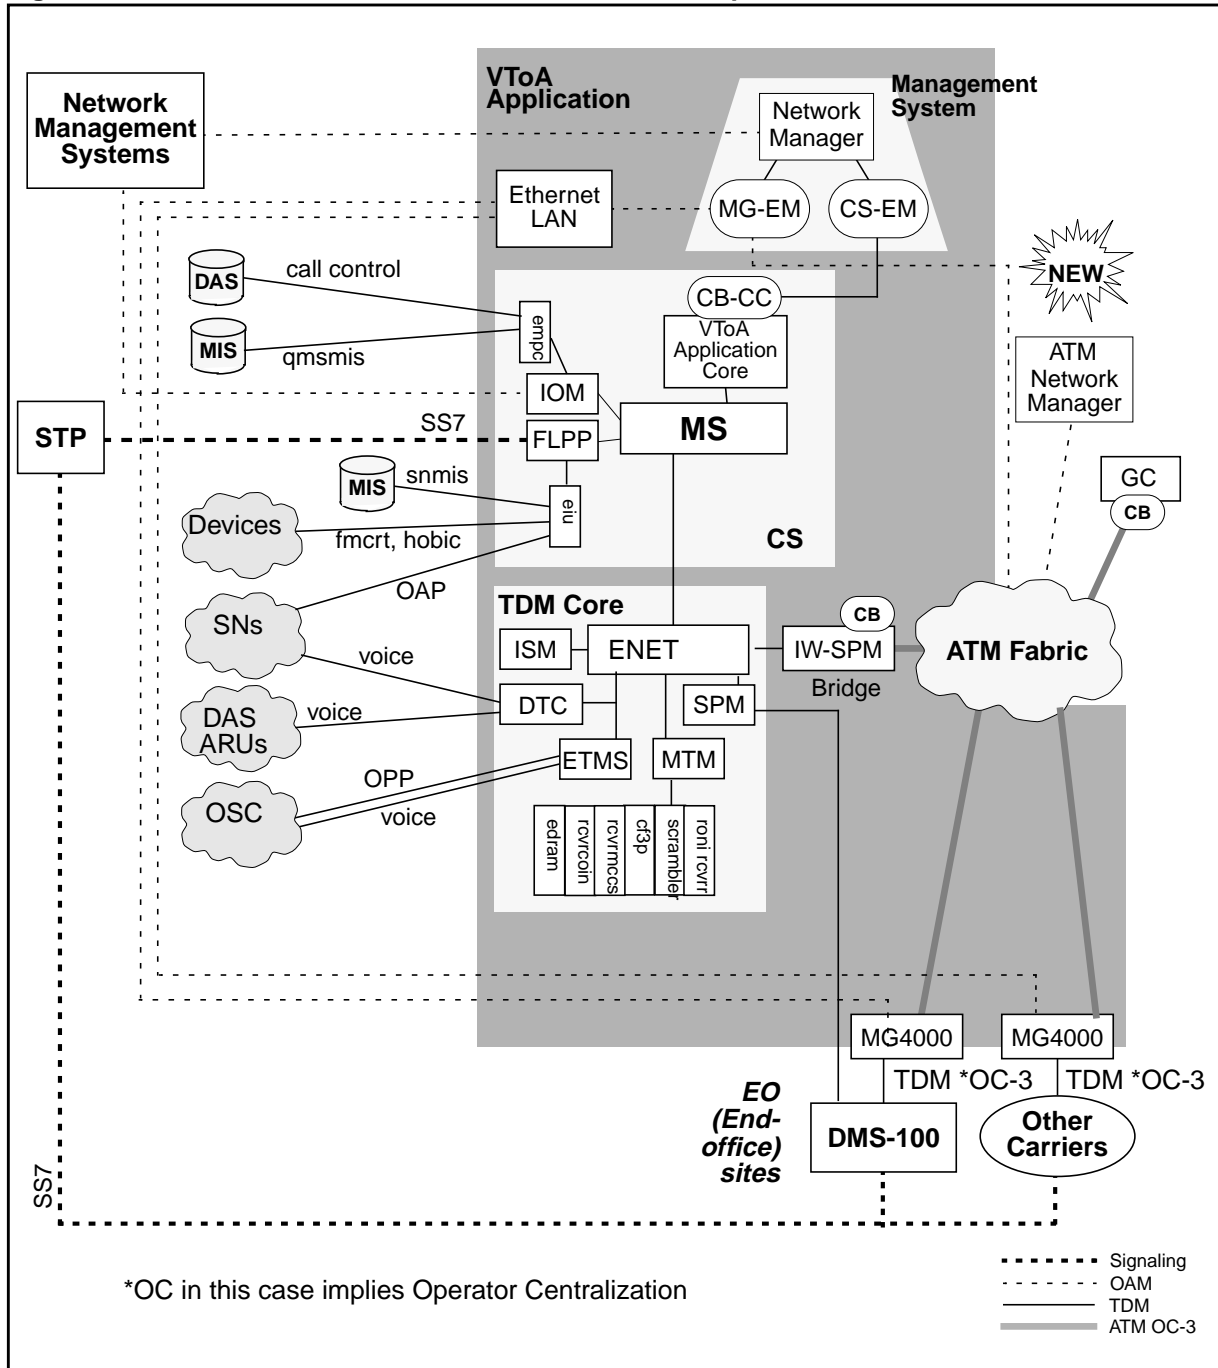 VToA
Application
Management
System
Network
Management
Systems
Network
Manager
Ethernet
LAN
MG-EM
CS-EM
NEW
DAS
call control
CB-CC
empc
VToA
Application
Core
MIS
qmsmis
ATM
Network
Manager
IOM
STP
SS7
FLPP
MS
MIS
snmis
GC
CB
eiu
Devices
fmcrt, hobic
CS
OAP
TDM Core
SNs
CB
ISM
ENET
IW-SPM
ATM Fabric
voice
Bridge
DTC
SPM
DAS
ARUs
voice
ETMS
MTM
OPP
OSC
voice
edram
rcvrcoin
rcvrmccs
cf3p
scrambler
roni rcvrr
MG4000
MG4000
TDM *OC-3
TDM *OC-3
EO
(End-
office)
sites
DMS-100
Other
Carriers
SS7
*OC in this case implies Operator Centralization
Signaling
OAM
TDM
ATM OC-3